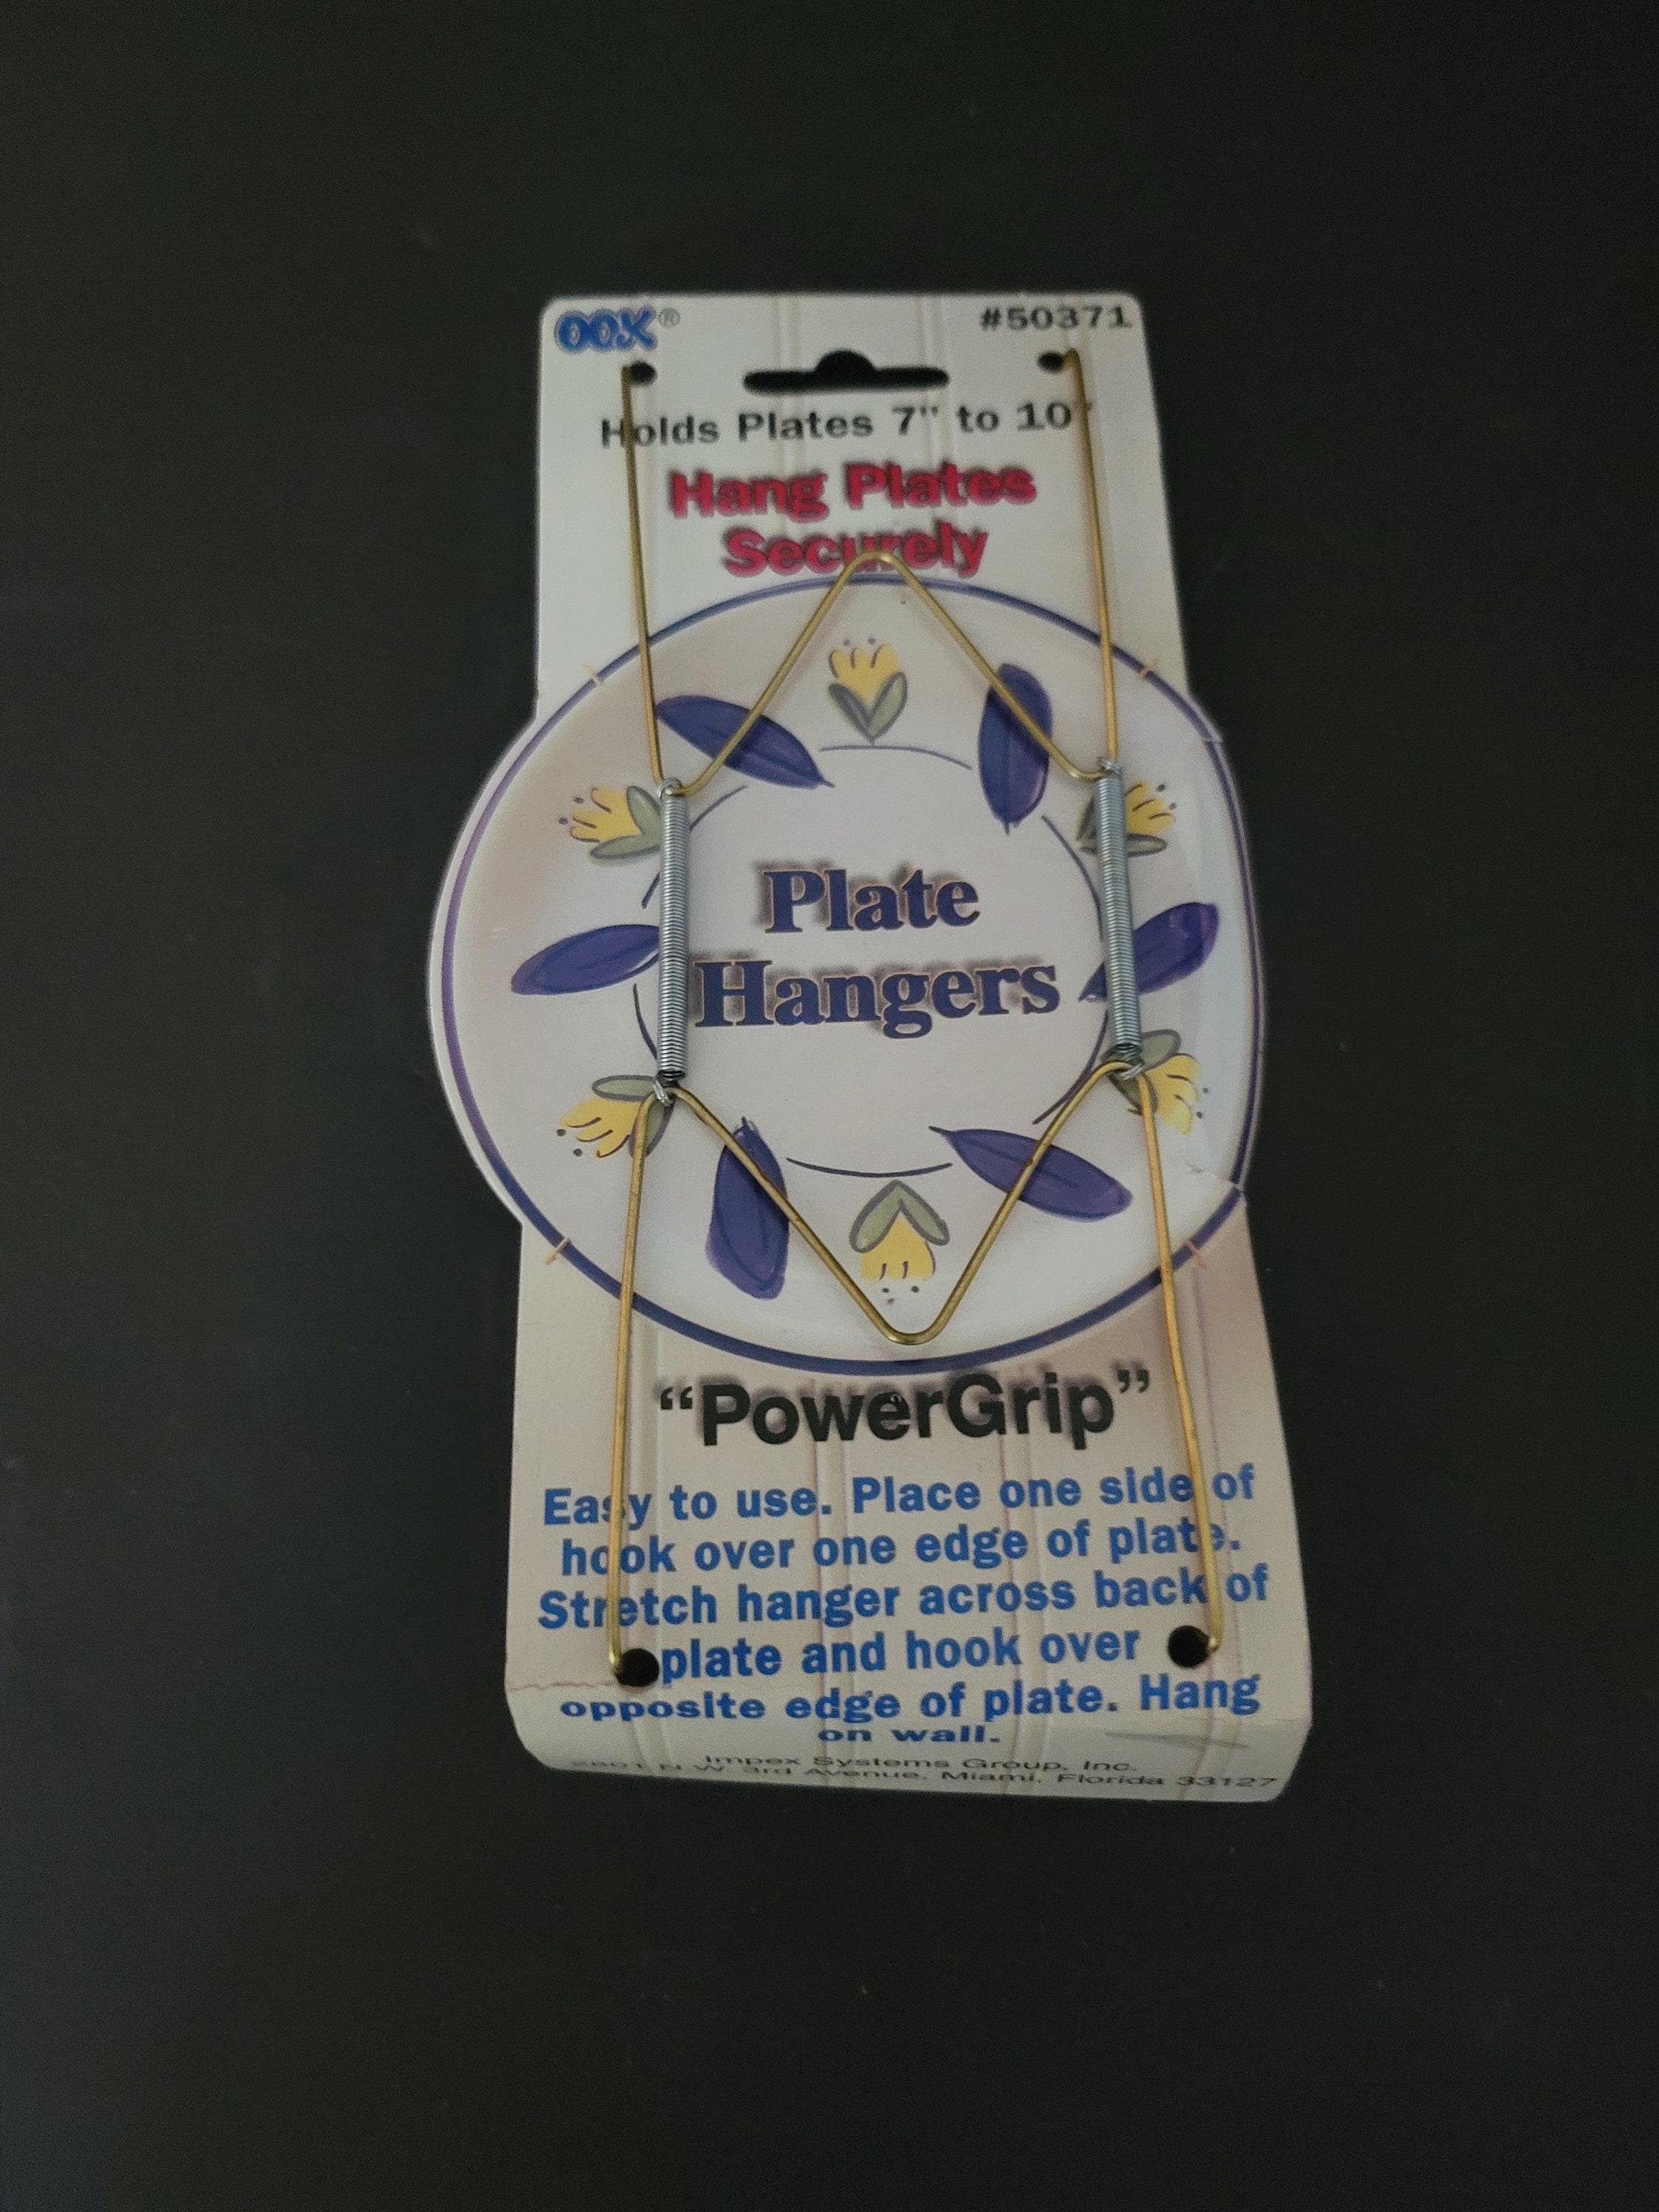 OOK® #50371
Holds Plates 7" to 10"
Hang Plates
Securely
Plate
Hangers
“PowerGrip”
Easy to use. Place one side of
hook over one edge of plate.
Stretch hanger across back of
plate and hook over
opposite edge of plate. Hang
on wall.
Impex Systems Group, Inc.
2801 N.W. 3rd Avenue, Miami, Florida 33127